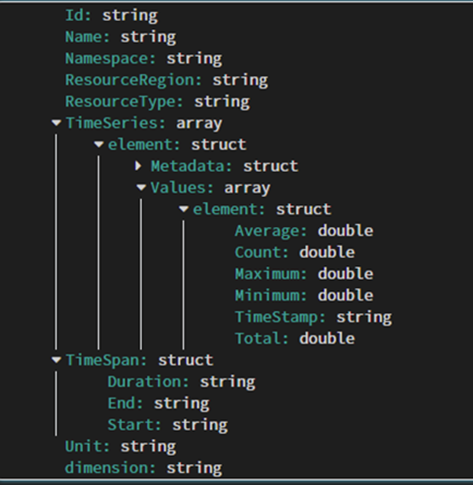 Id: string
Name: string
Namespace: string
ResourceRegion: string
ResourceType: string
TimeSeries: array
element: struct
Metadata: struct
Values: array
element: struct
Average: double
Count: double
Maximum: double
Minimum: double
TimeStamp: string
Total: double
TimeSpan: struct
Duration: string
End: string
Start: string
Unit: string
dimension: string